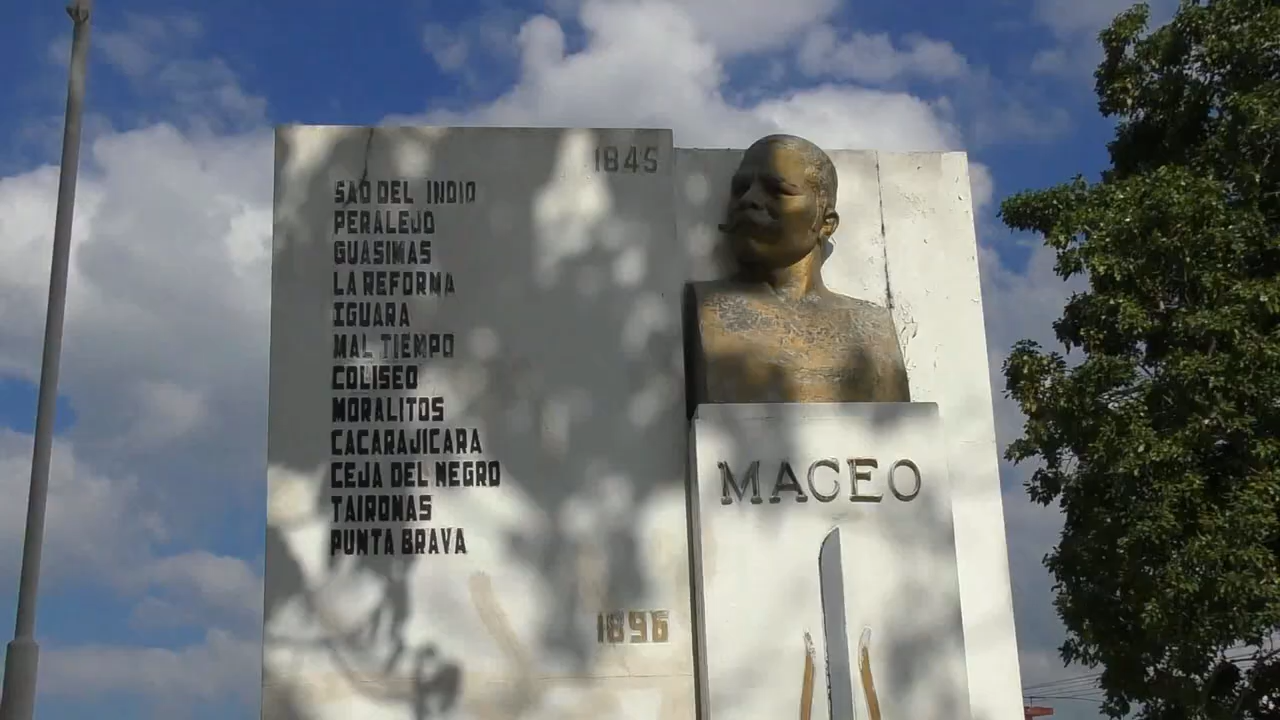 1845
SAO DEL INDIO
PERALEJO
GUASIMAS
LA REFORMA
IGUARA
MAL TIEMPO
COLISEO
MORALITOS
CACARAJICARA
CEJA DEL NEGRO
TAIRONAS
PUNTA BRAVA
1896
MACEO